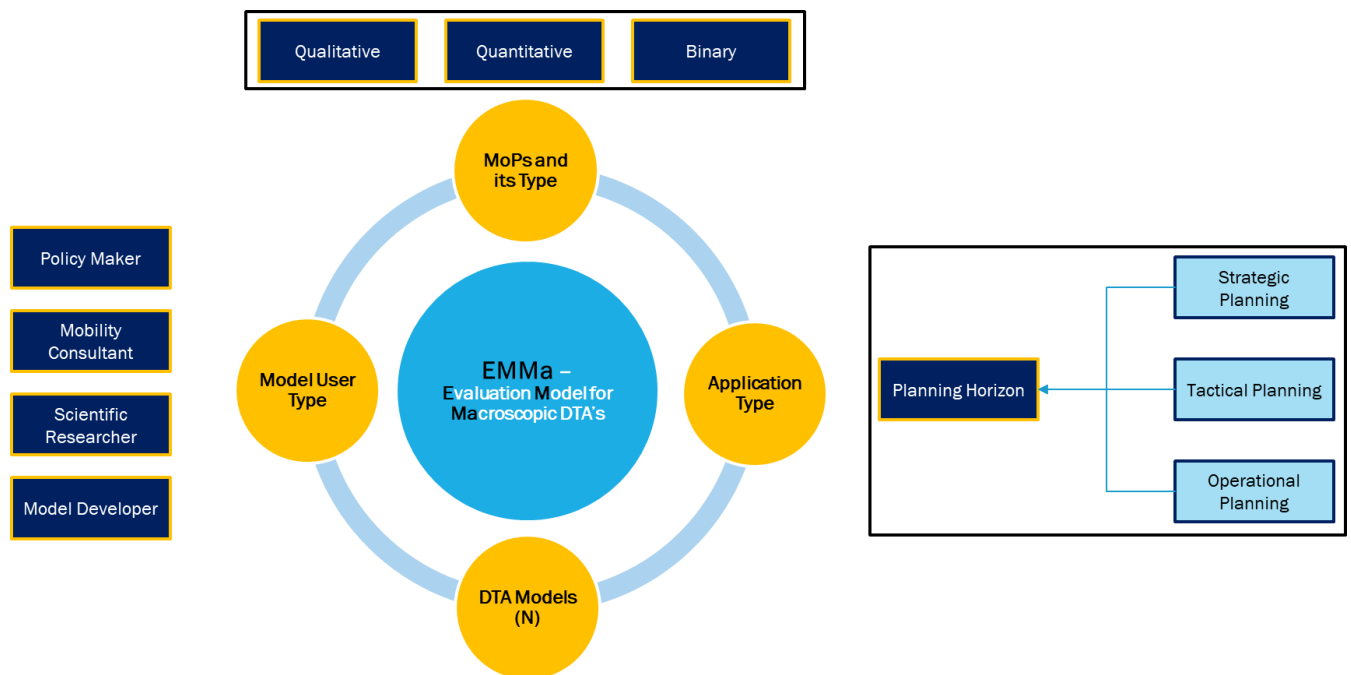 Qualitative
Quantitative
Binary
MoPs and
its Type
Policy Maker
Mobility
Consultant
Scientific
Researcher
Model Developer
Model User
Type
EMMa –
Evaluation Model for
Macroscopic DTA's
Application
Type
DTA Models
(N)
Planning Horizon
Strategic
Planning
Tactical Planning
Operational
Planning